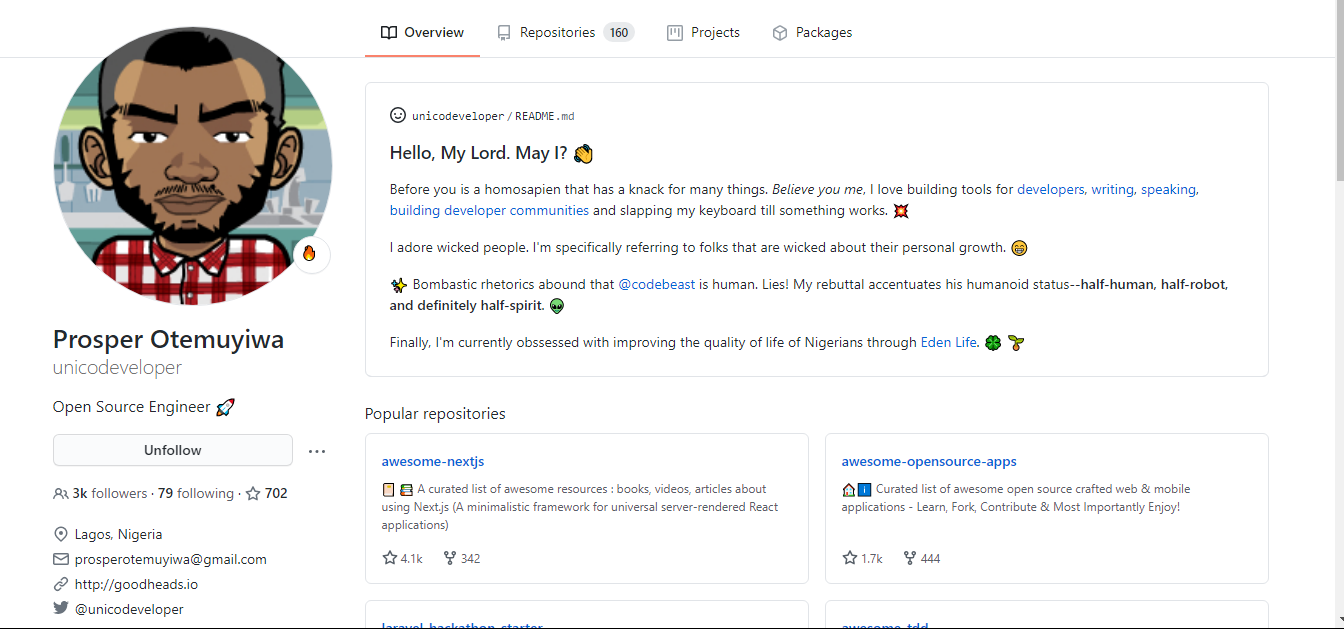 Overview
Repositories 160
Projects
Packages
Prosper Otemuyiwa
unicodeveloper
Open Source Engineer 🚀
Unfollow
3k followers · 79 following · 702
Lagos, Nigeria
prosperotemuyiwa@gmail.com
http://goodheads.io
@unicodeveloper
unicodeveloper/README.md
Hello, My Lord. May I? 👏
Before you is a homosapien that has a knack for many things. Believe you me, I love building tools for developers, writing, speaking,
building developer communities and slapping my keyboard till something works. 💥
I adore wicked people. I'm specifically referring to folks that are wicked about their personal growth. 😁
✨ Bombastic rhetorics abound that @codebeast is human. Lies! My rebuttal accentuates his humanoid status--half-human, half-robot,
and definitely half-spirit. 👽
Finally, I'm currently obssessed with improving the quality of life of Nigerians through Eden Life. 🍀 🌱
Popular repositories
awesome-nextjs
📔 📚 A curated list of awesome resources : books, videos, articles about
using Next.js (A minimalistic framework for universal server-rendered React
applications)
4.1k 342
awesome-opensource-apps
🏠ℹ️ Curated list of awesome open source crafted web & mobile
applications - Learn, Fork, Contribute & Most Importantly Enjoy!
1.7k 444
laravel-hackathon-starter
awesome-tdd